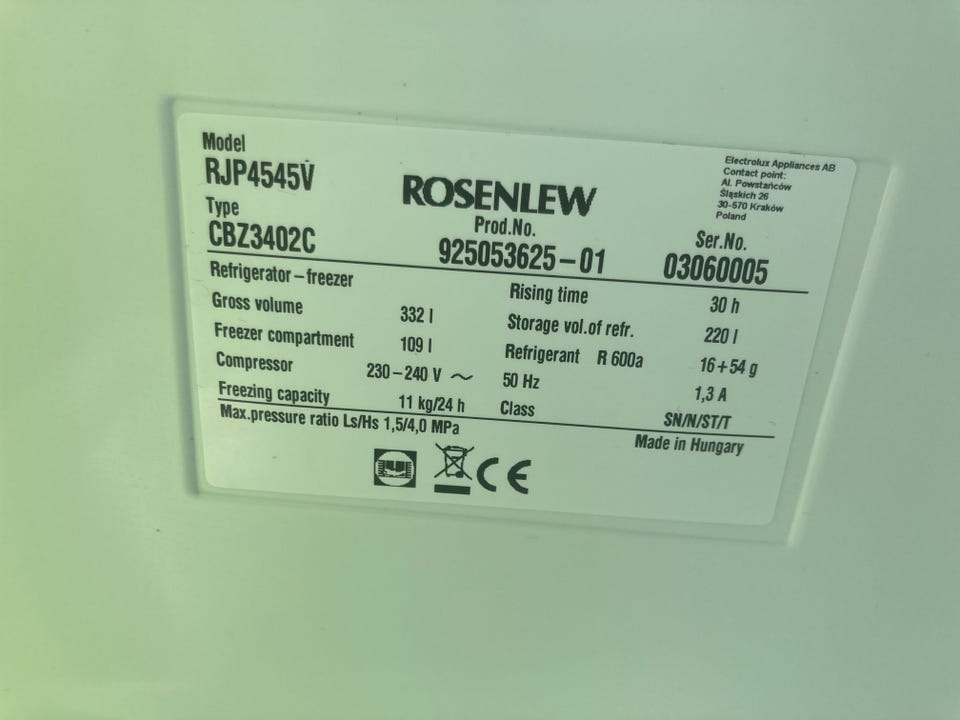 Model
RJP4545V
ROSENLEW
Electrolux Appliances AB
Contact point:
Al. Powstańców
Śląskich 26
30-570 Kraków
Poland
Type
CBZ3402C
Prod.No.
925053625-01
Ser.No.
03060005
Refrigerator-freezer
Rising time 30 h
Gross volume 332 l
Storage vol.of refr. 220 l
Freezer compartment 109 l
Refrigerant R 600a 16+54 g
Compressor 230-240 V ~ 50 Hz 1,3 A
Freezing capacity 11 kg/24 h
Class SN/N/ST/T
Max.pressure ratio Ls/Hs 1,5/4,0 MPa
Made in Hungary
CE